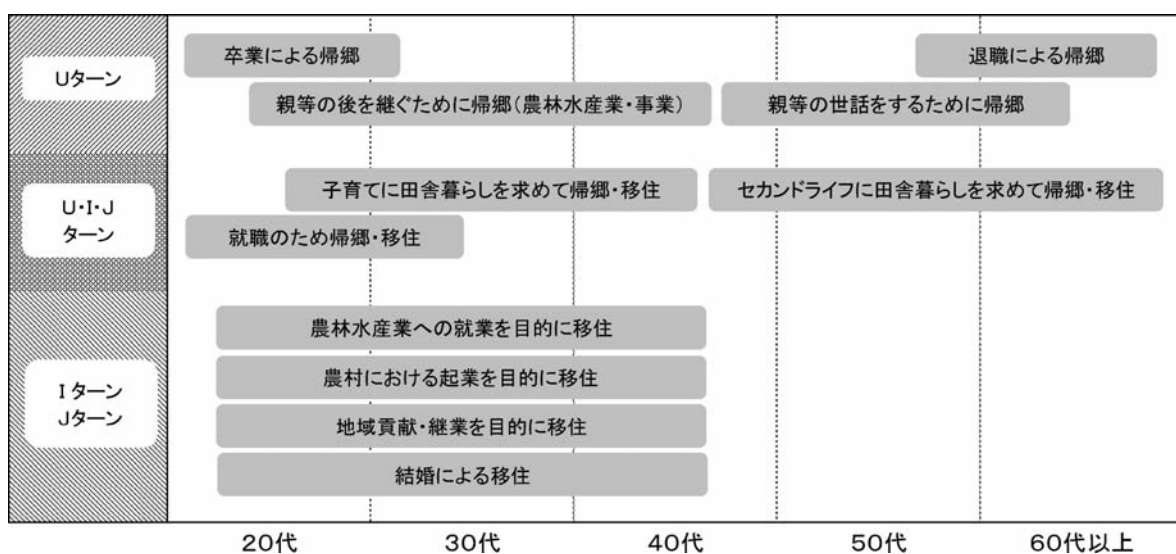 Uターン
卒業による帰郷
退職による帰郷
親等の後を継ぐために帰郷(農林水産業・事業)
親等の世話をするために帰郷
U・I・J
ターン
子育てに田舎暮らしを求めて帰郷・移住
セカンドライフに田舎暮らしを求めて帰郷・移住
就職のため帰郷・移住
Iターン
Jターン
農林水産業への就業を目的に移住
農村における起業を目的に移住
地域貢献・継業を目的に移住
結婚による移住
20代
30代
40代
50代
60代以上